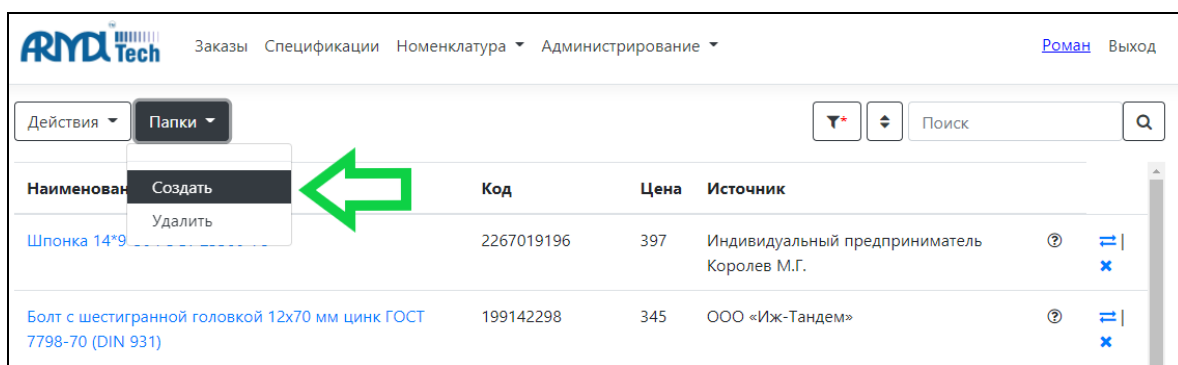 ARMA Tech Заказы Спецификации Номенклатура Администрирование Роман Выход
Действия Папки * Поиск
Создать
Удалить
Наименован Код Цена Источник
Шпонка 14*9 2267019196 397 Индивидуальный предприниматель
Королев М.Г.
Болт с шестигранной головкой 12x70 мм цинк ГОСТ 199142298 345 ООО «Иж-Тандем»
7798-70 (DIN 931)